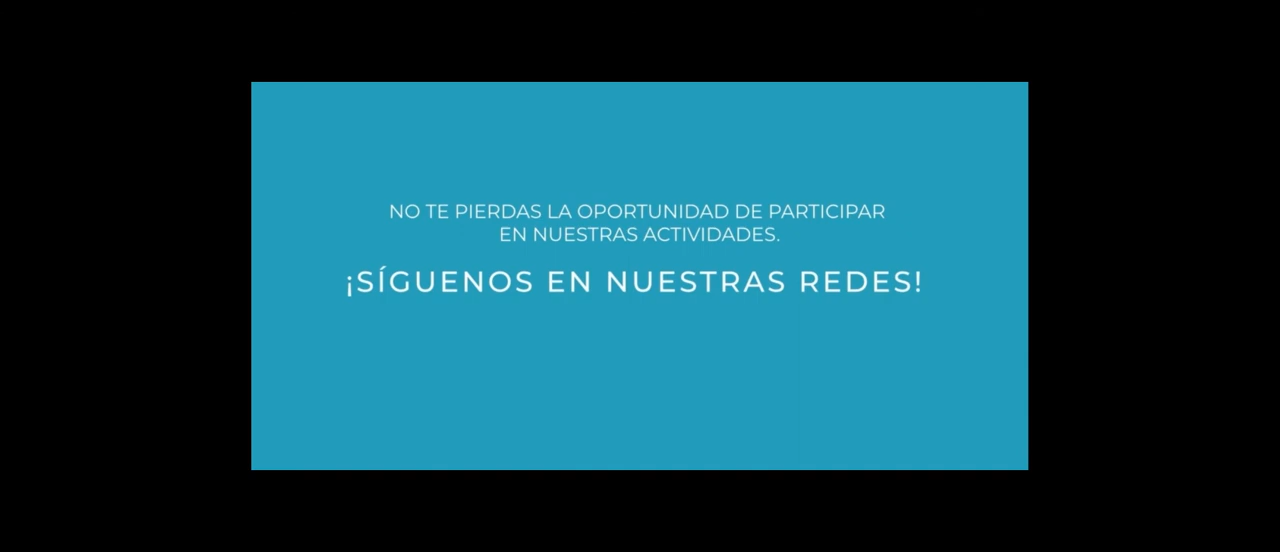 NO TE PIERDAS LA OPORTUNIDAD DE PARTICIPAR
EN NUESTRAS ACTIVIDADES.
¡SÍGUENOS EN NUESTRAS REDES!